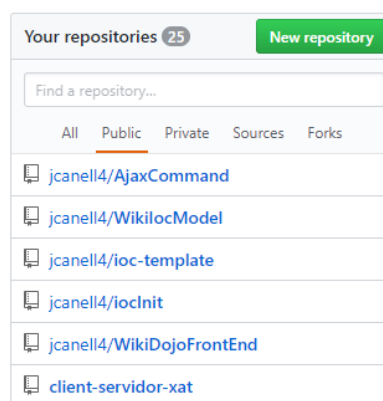 Your repositories 25 New repository
Find a repository...
All Public Private Sources Forks
jcanell4/AjaxCommand
jcanell4/WikiIocModel
jcanell4/ioc-template
jcanell4/iocInit
jcanell4/WikiDojoFrontEnd
client-servidor-xat